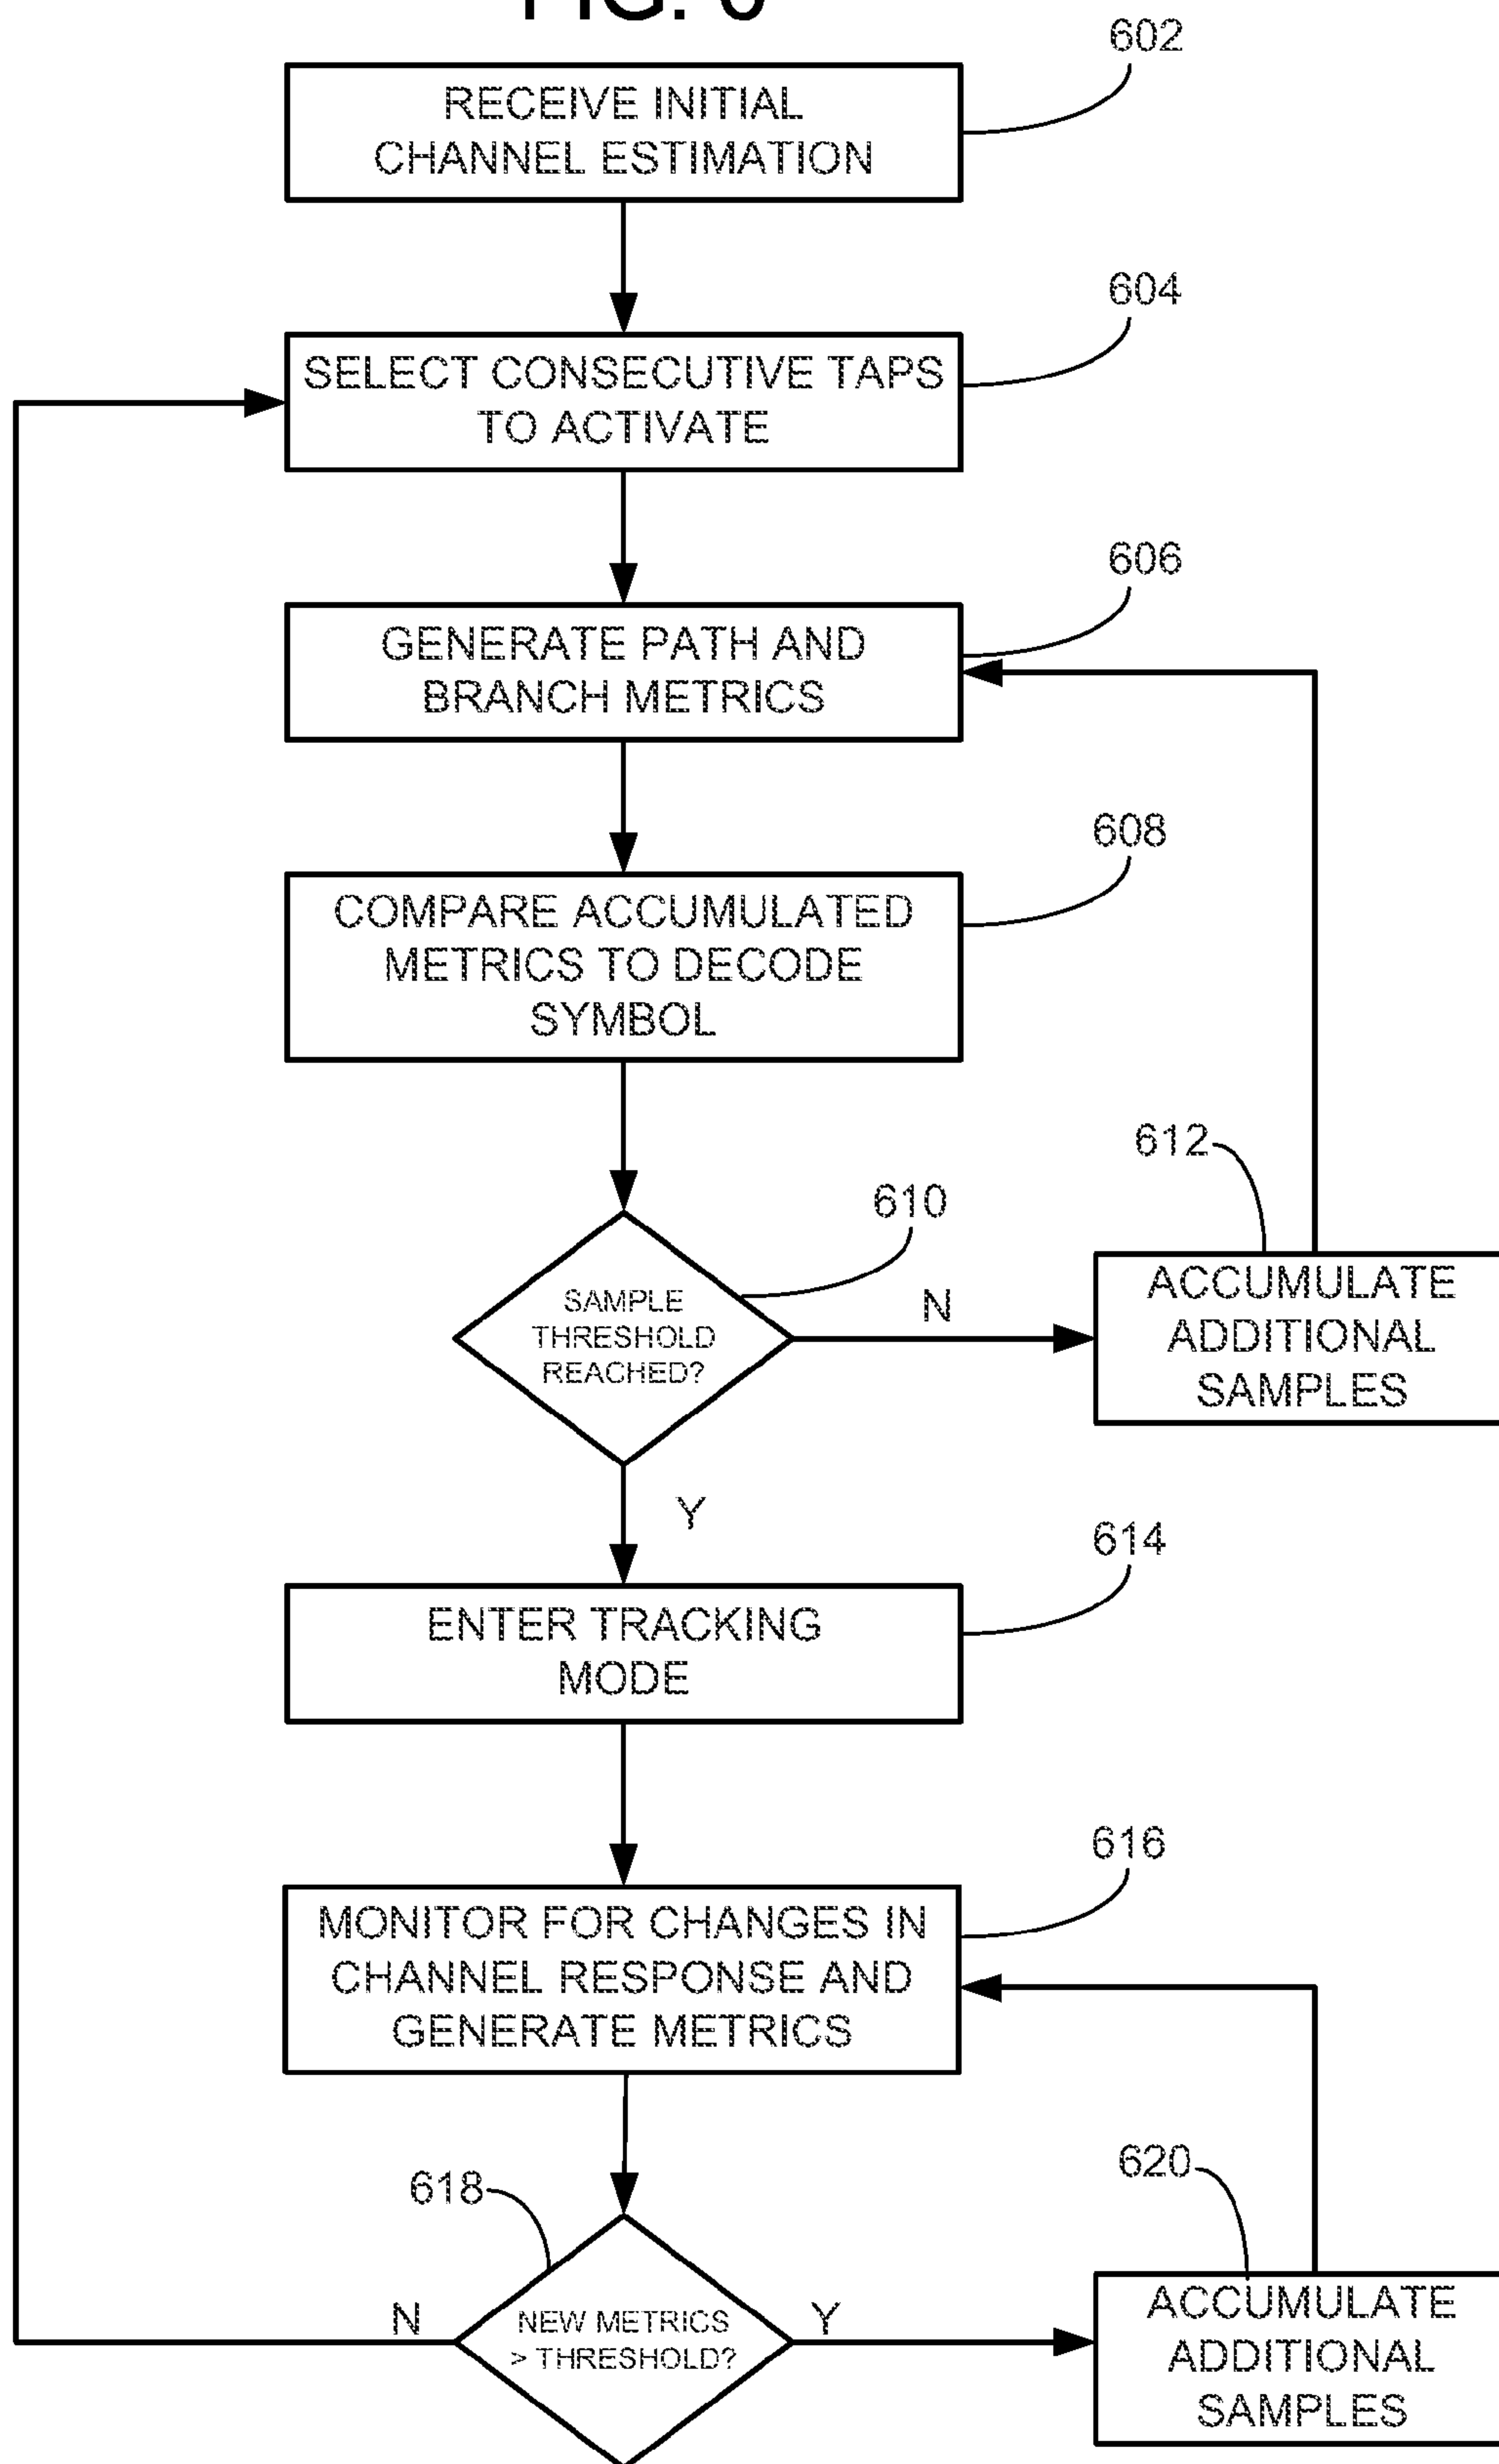 FIG. 6
602
RECEIVE INITIAL
CHANNEL ESTIMATION
604
SELECT CONSECUTIVE TAPS
TO ACTIVATE
606
GENERATE PATH AND
BRANCH METRICS
608
COMPARE ACCUMULATED
METRICS TO DECODE
SYMBOL
610
SAMPLE
THRESHOLD
REACHED?
N
612
ACCUMULATE
ADDITIONAL
SAMPLES
Y
614
ENTER TRACKING
MODE
616
MONITOR FOR CHANGES IN
CHANNEL RESPONSE AND
GENERATE METRICS
618
NEW METRICS
> THRESHOLD?
N
Y
620
ACCUMULATE
ADDITIONAL
SAMPLES